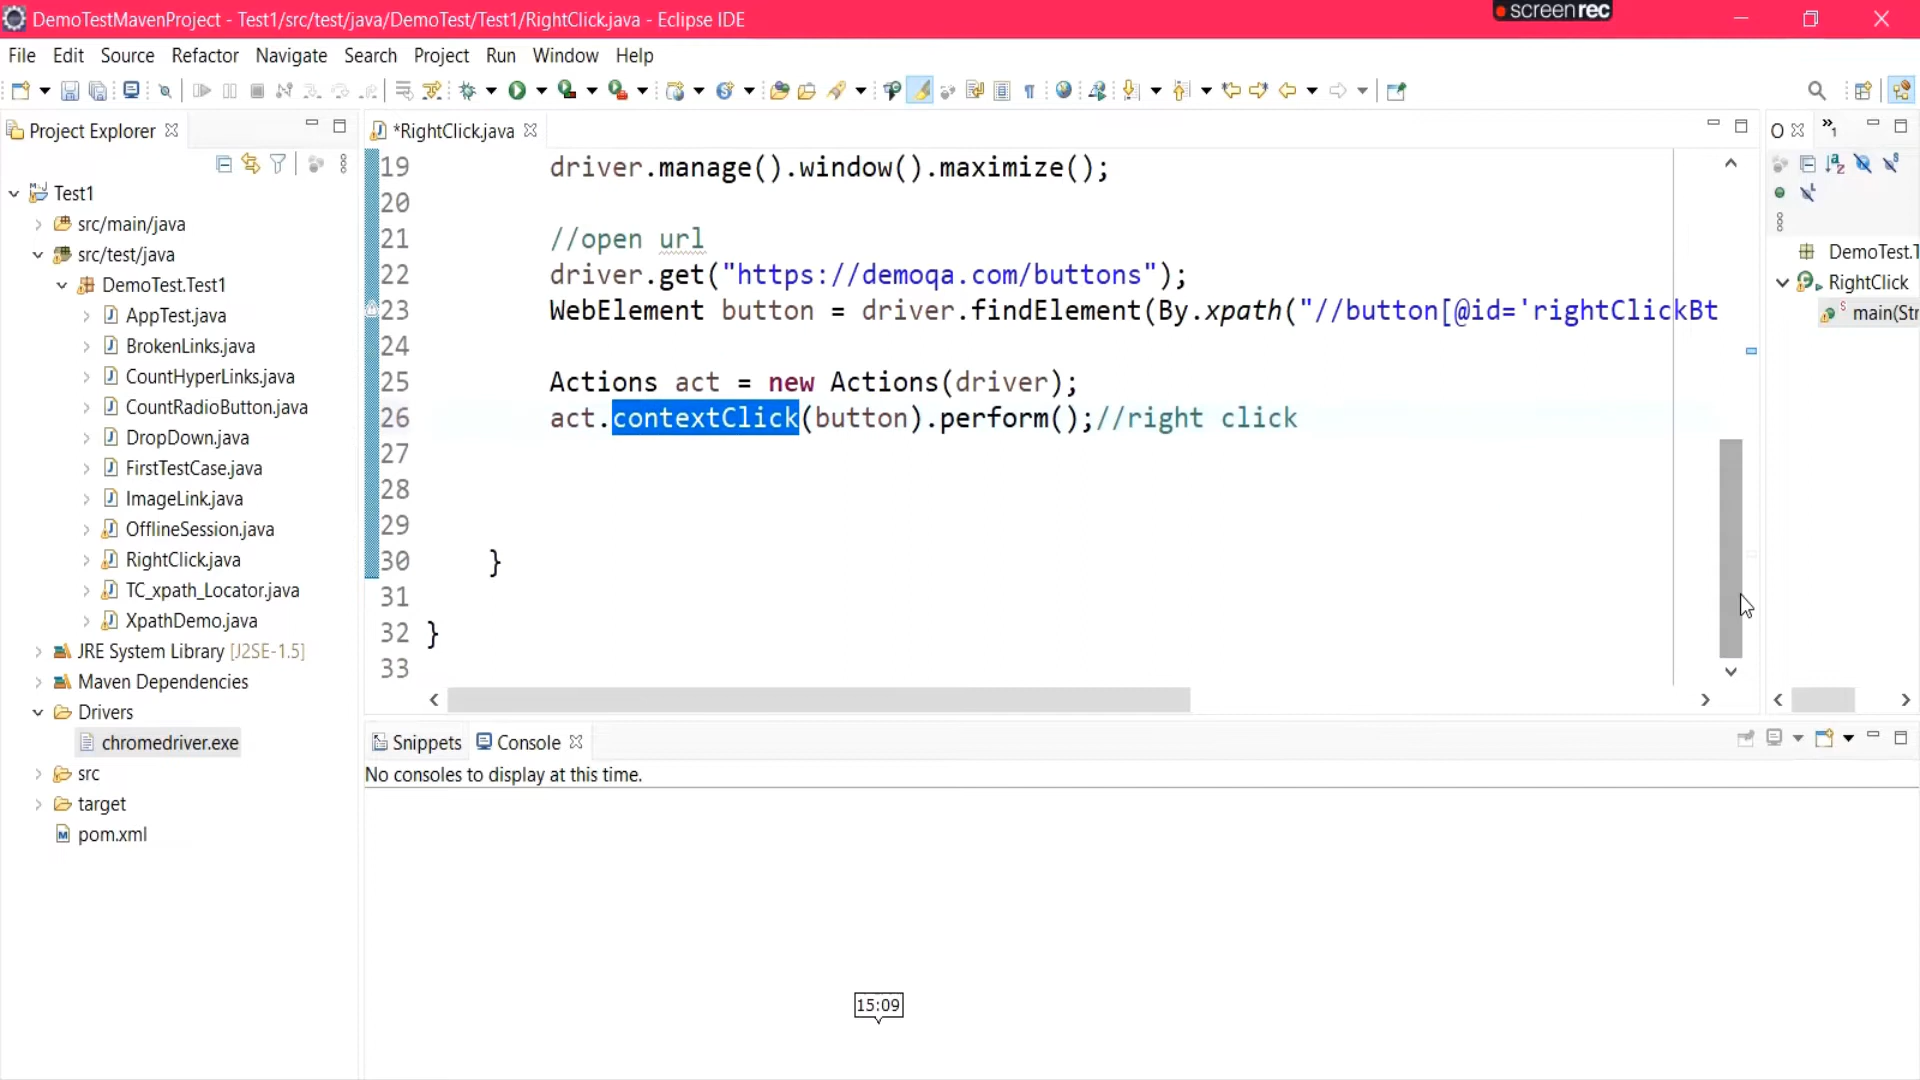 DemoTestMavenProject - Test1/src/test/java/DemoTest/Test1/RightClick.java - Eclipse IDE
screenrec
File Edit Source Refactor Navigate Search Project Run Window Help
Project Explorer
*RightClick.java
Test1
src/main/java
src/test/java
DemoTest.Test1
AppTest.java
BrokenLinks.java
CountHyperLinks.java
CountRadioButton.java
DropDown.java
FirstTestCase.java
ImageLink.java
OfflineSession.java
RightClick.java
TC_xpath_Locator.java
XpathDemo.java
JRE System Library [J2SE-1.5]
Maven Dependencies
Drivers
chromedriver.exe
src
target
pom.xml
19 driver.manage().window().maximize();
20
21 //open url
22 driver.get("https://demoqa.com/buttons");
23 WebElement button = driver.findElement(By.xpath("//button[@id='rightClickBt
24
25 Actions act = new Actions(driver);
26 act.contextClick(button).perform();//right click
27
28
29
30 }
31
32 }
33
DemoTest.T
RightClick
main(Str
Snippets Console
No consoles to display at this time.
15:09